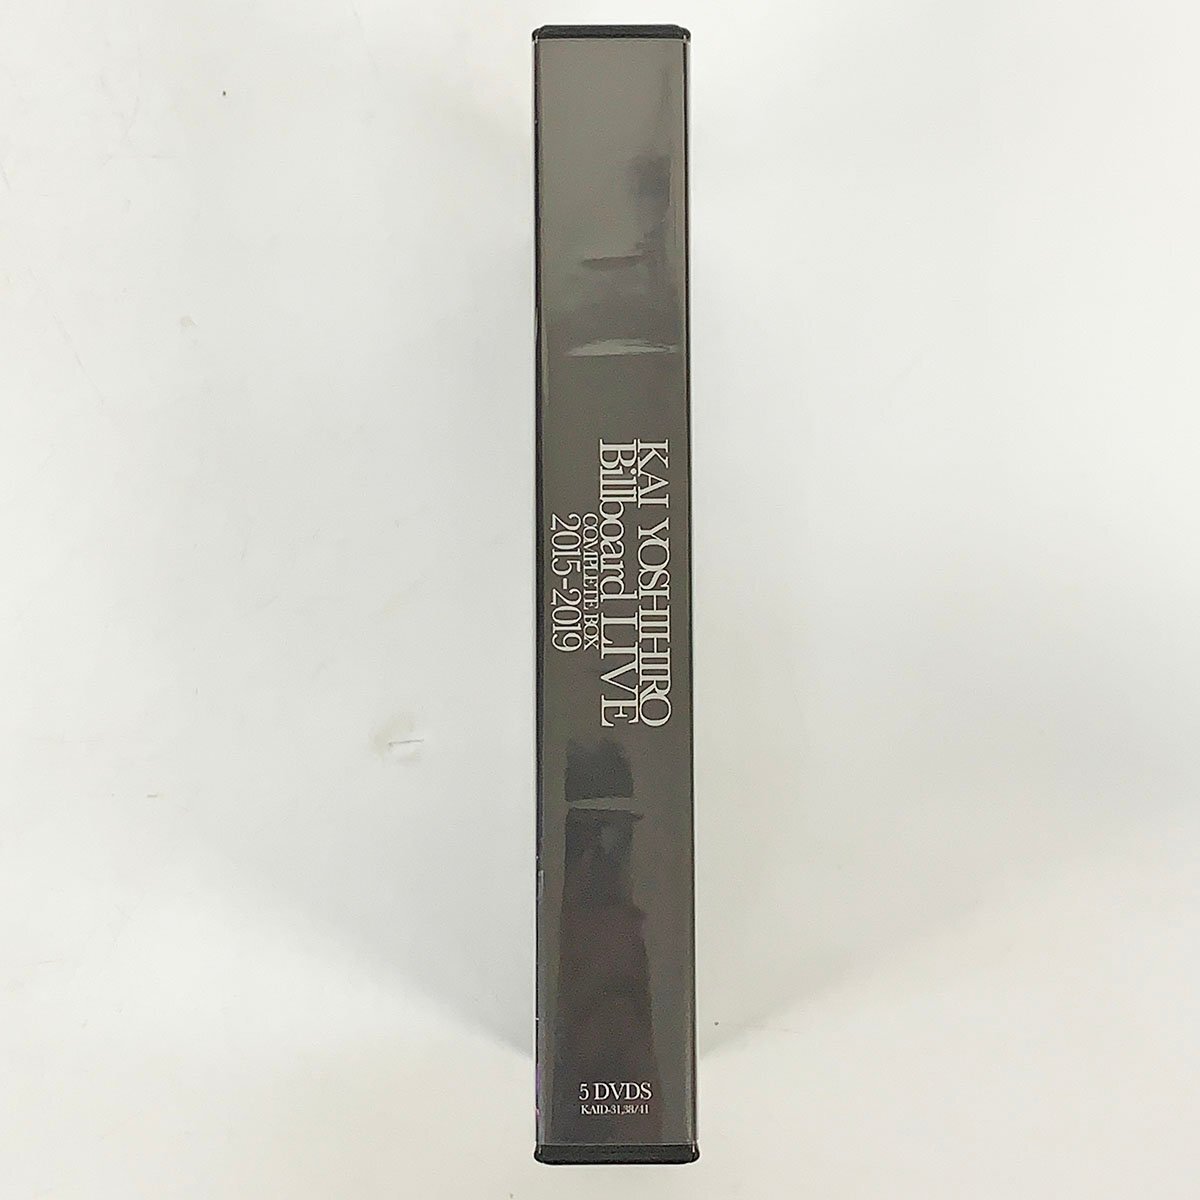 KAI YOSHIHIRO
Billboard LIVE
COMPLETE BOX
2015-2019
5 DVDS
KAID-31,38/41